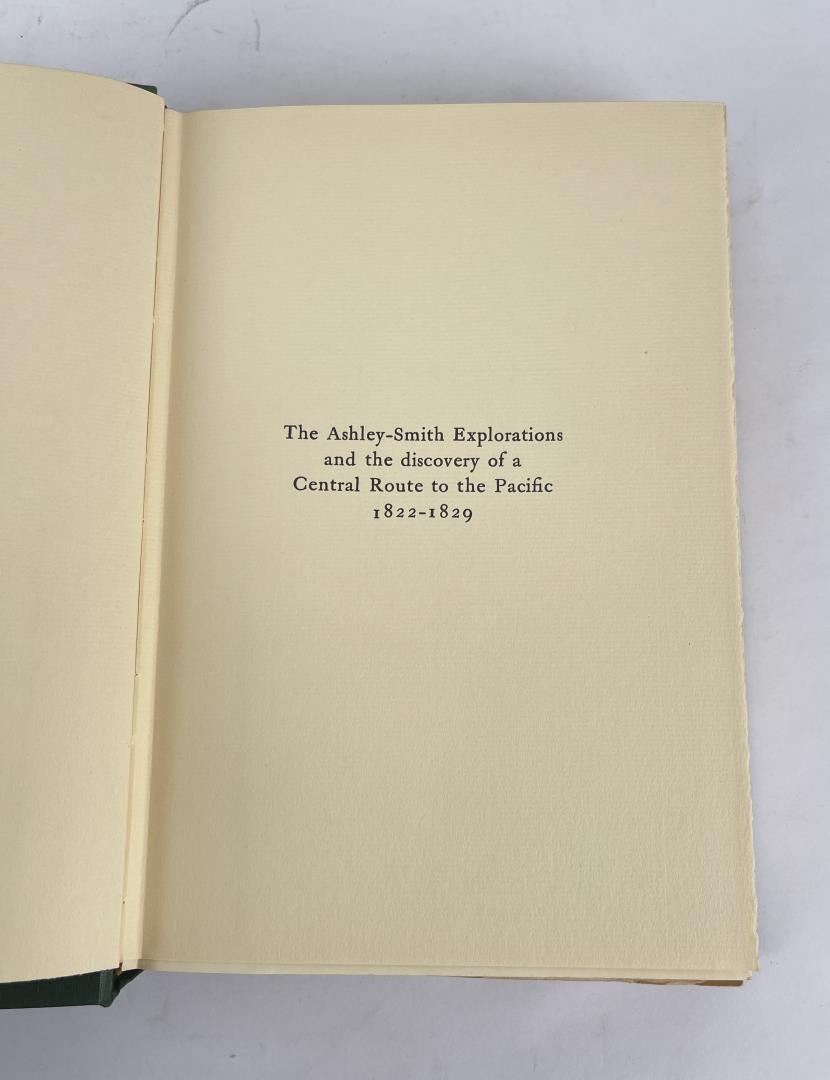 The Ashley-Smith Explorations
and the discovery of a
Central Route to the Pacific
1822-1829